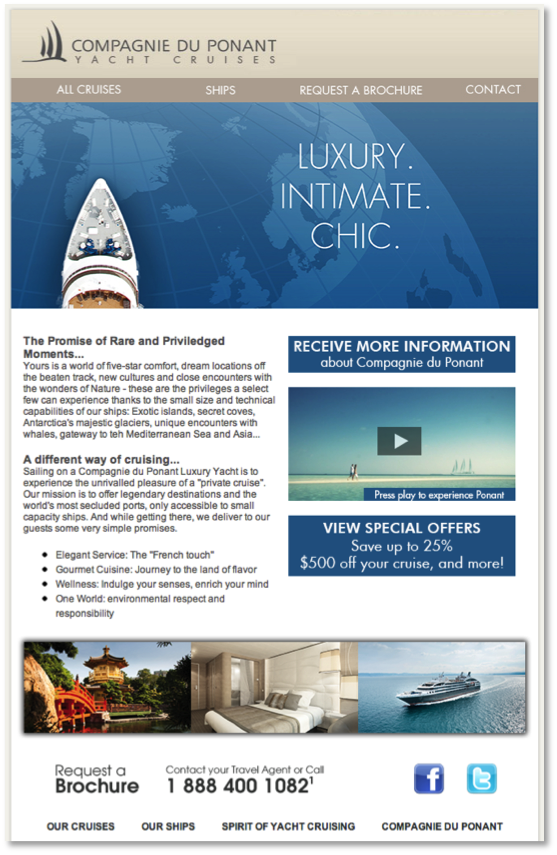 COMPAGNIE DU PONANT
YACHT CRUISES
ALL CRUISES
SHIPS
REQUEST A BROCHURE
CONTACT
LUXURY.
INTIMATE.
CHIC.
The Promise of Rare and Priviledged
Moments...
Yours is a world of five-star comfort, dream locations off
the beaten track, new cultures and close encounters with
the wonders of Nature - these are the privileges a select
few can experience thanks to the small size and technical
capabilities of our ships: Exotic islands, secret coves,
Antarctica's majestic glaciers, unique encounters with
whales, gateway to teh Mediterranean Sea and Asia...
A different way of cruising...
Sailing on a Compagnie du Ponant Luxury Yacht is to
experience the unrivalled pleasure of a "private cruise".
Our mission is to offer legendary destinations and the
world's most secluded ports, only accessible to small
capacity ships. And while getting there, we deliver to our
guests some very simple promises.
• Elegant Service: The "French touch"
• Gourmet Cuisine: Journey to the land of flavor
• Wellness: Indulge your senses, enrich your mind
• One World: environmental respect and
responsibility
RECEIVE MORE INFORMATION
about Compagnie du Ponant
Press play to experience Ponant
VIEW SPECIAL OFFERS
Save up to 25%
$500 off your cruise, and more!
Request a
Brochure
Contact your Travel Agent or Call
1 888 400 1082¹
OUR CRUISES
OUR SHIPS
SPIRIT OF YACHT CRUISING
COMPAGNIE DU PONANT